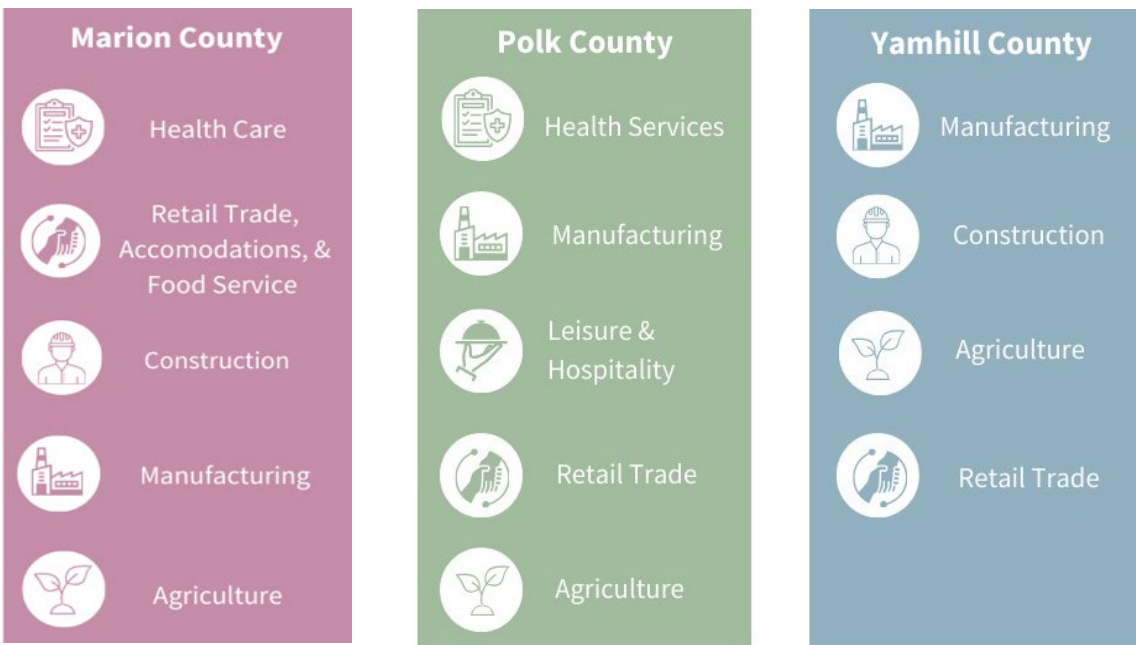 Marion County
Health Care
Retail Trade,
Accomodations, &
Food Service
Construction
Manufacturing
Agriculture
Polk County
Health Services
Manufacturing
Leisure &
Hospitality
Retail Trade
Agriculture
Yamhill County
Manufacturing
Construction
Agriculture
Retail Trade